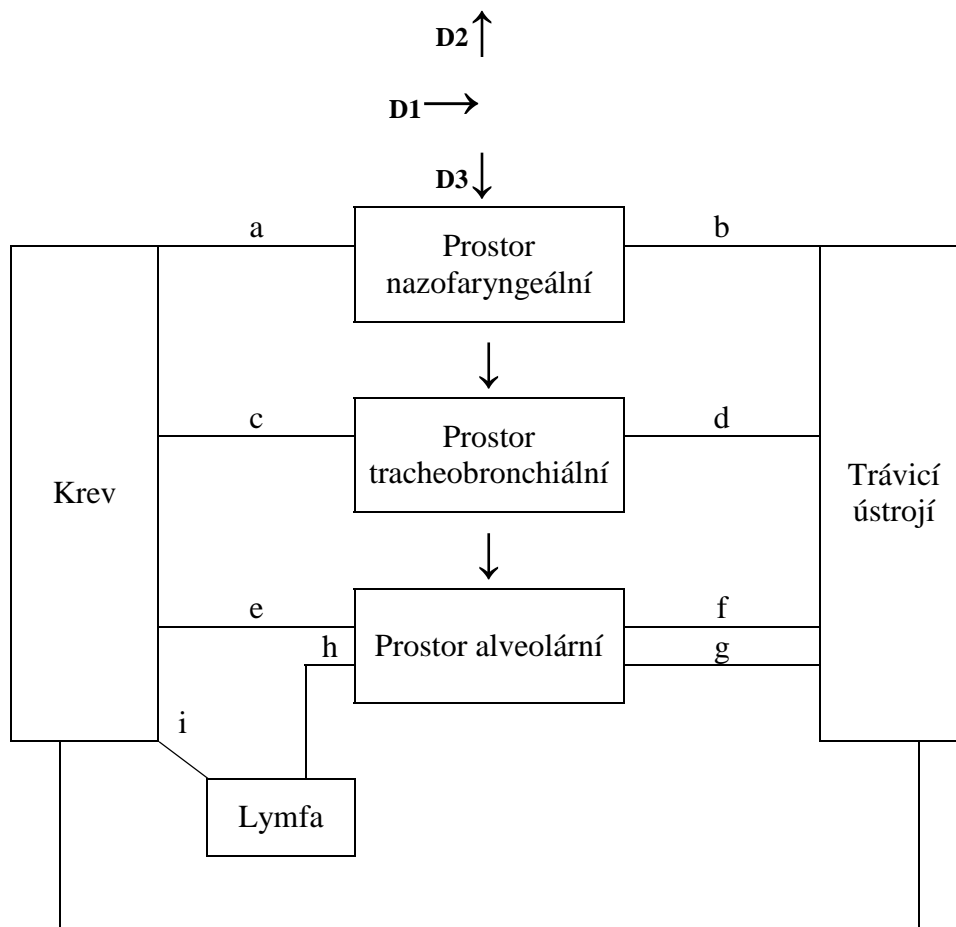 D2
D1
D3
a
b
Prostor
nazofaryngeální
c
d
Prostor
tracheobronchiální
Krev
Trávicí
ústrojí
e
f
h
Prostor alveolární
g
i
Lymfa